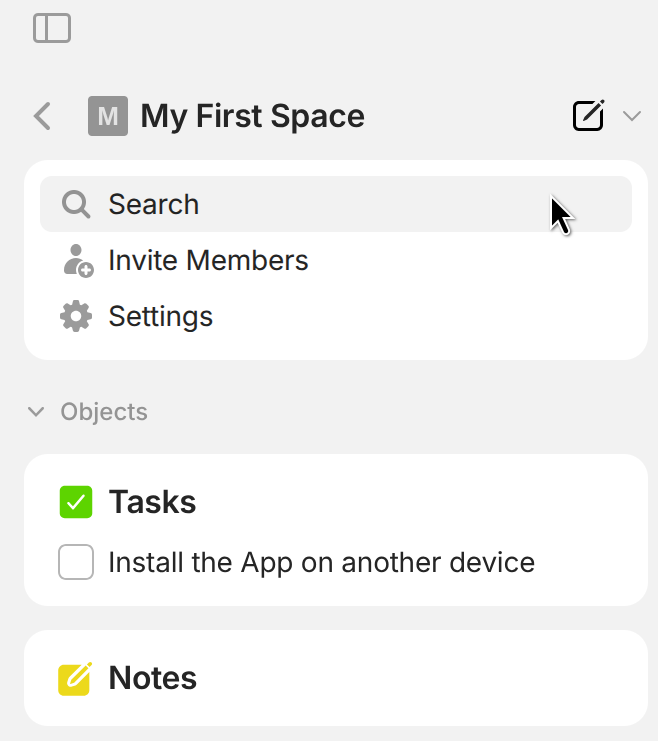 M My First Space
Search
Invite Members
Settings
Objects
Tasks
Install the App on another device
Notes